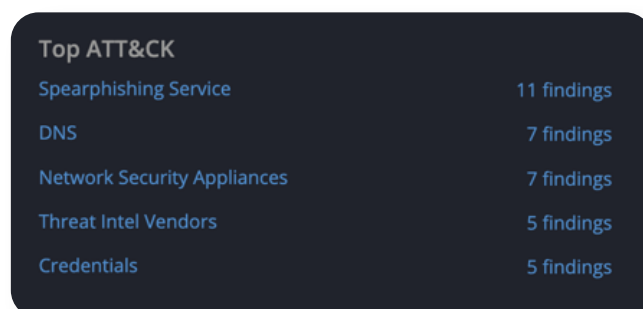 Top ATT&CK
Spearphishing Service 11 findings
DNS 7 findings
Network Security Appliances 7 findings
Threat Intel Vendors 5 findings
Credentials 5 findings